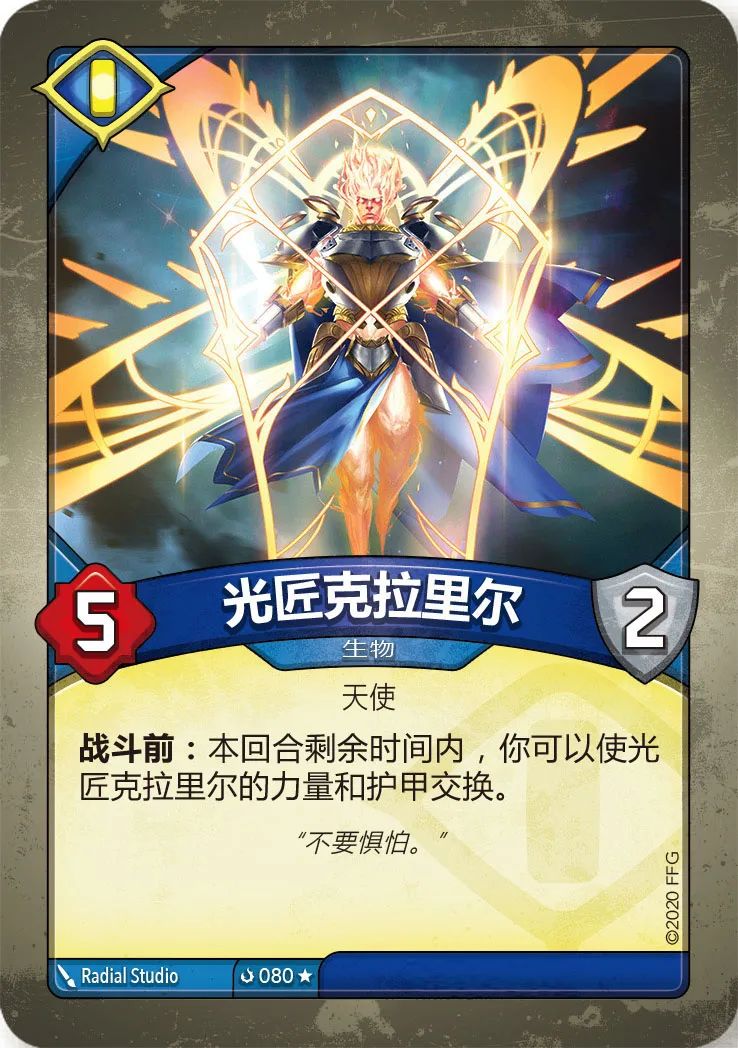 5
光匠克拉里尔
2
生物
天使
战斗前：本回合剩余时间内，你可以使光
匠克拉里尔的力量和护甲交换。
“不要惧怕。”
©2020 FFG
Radial Studio
080★